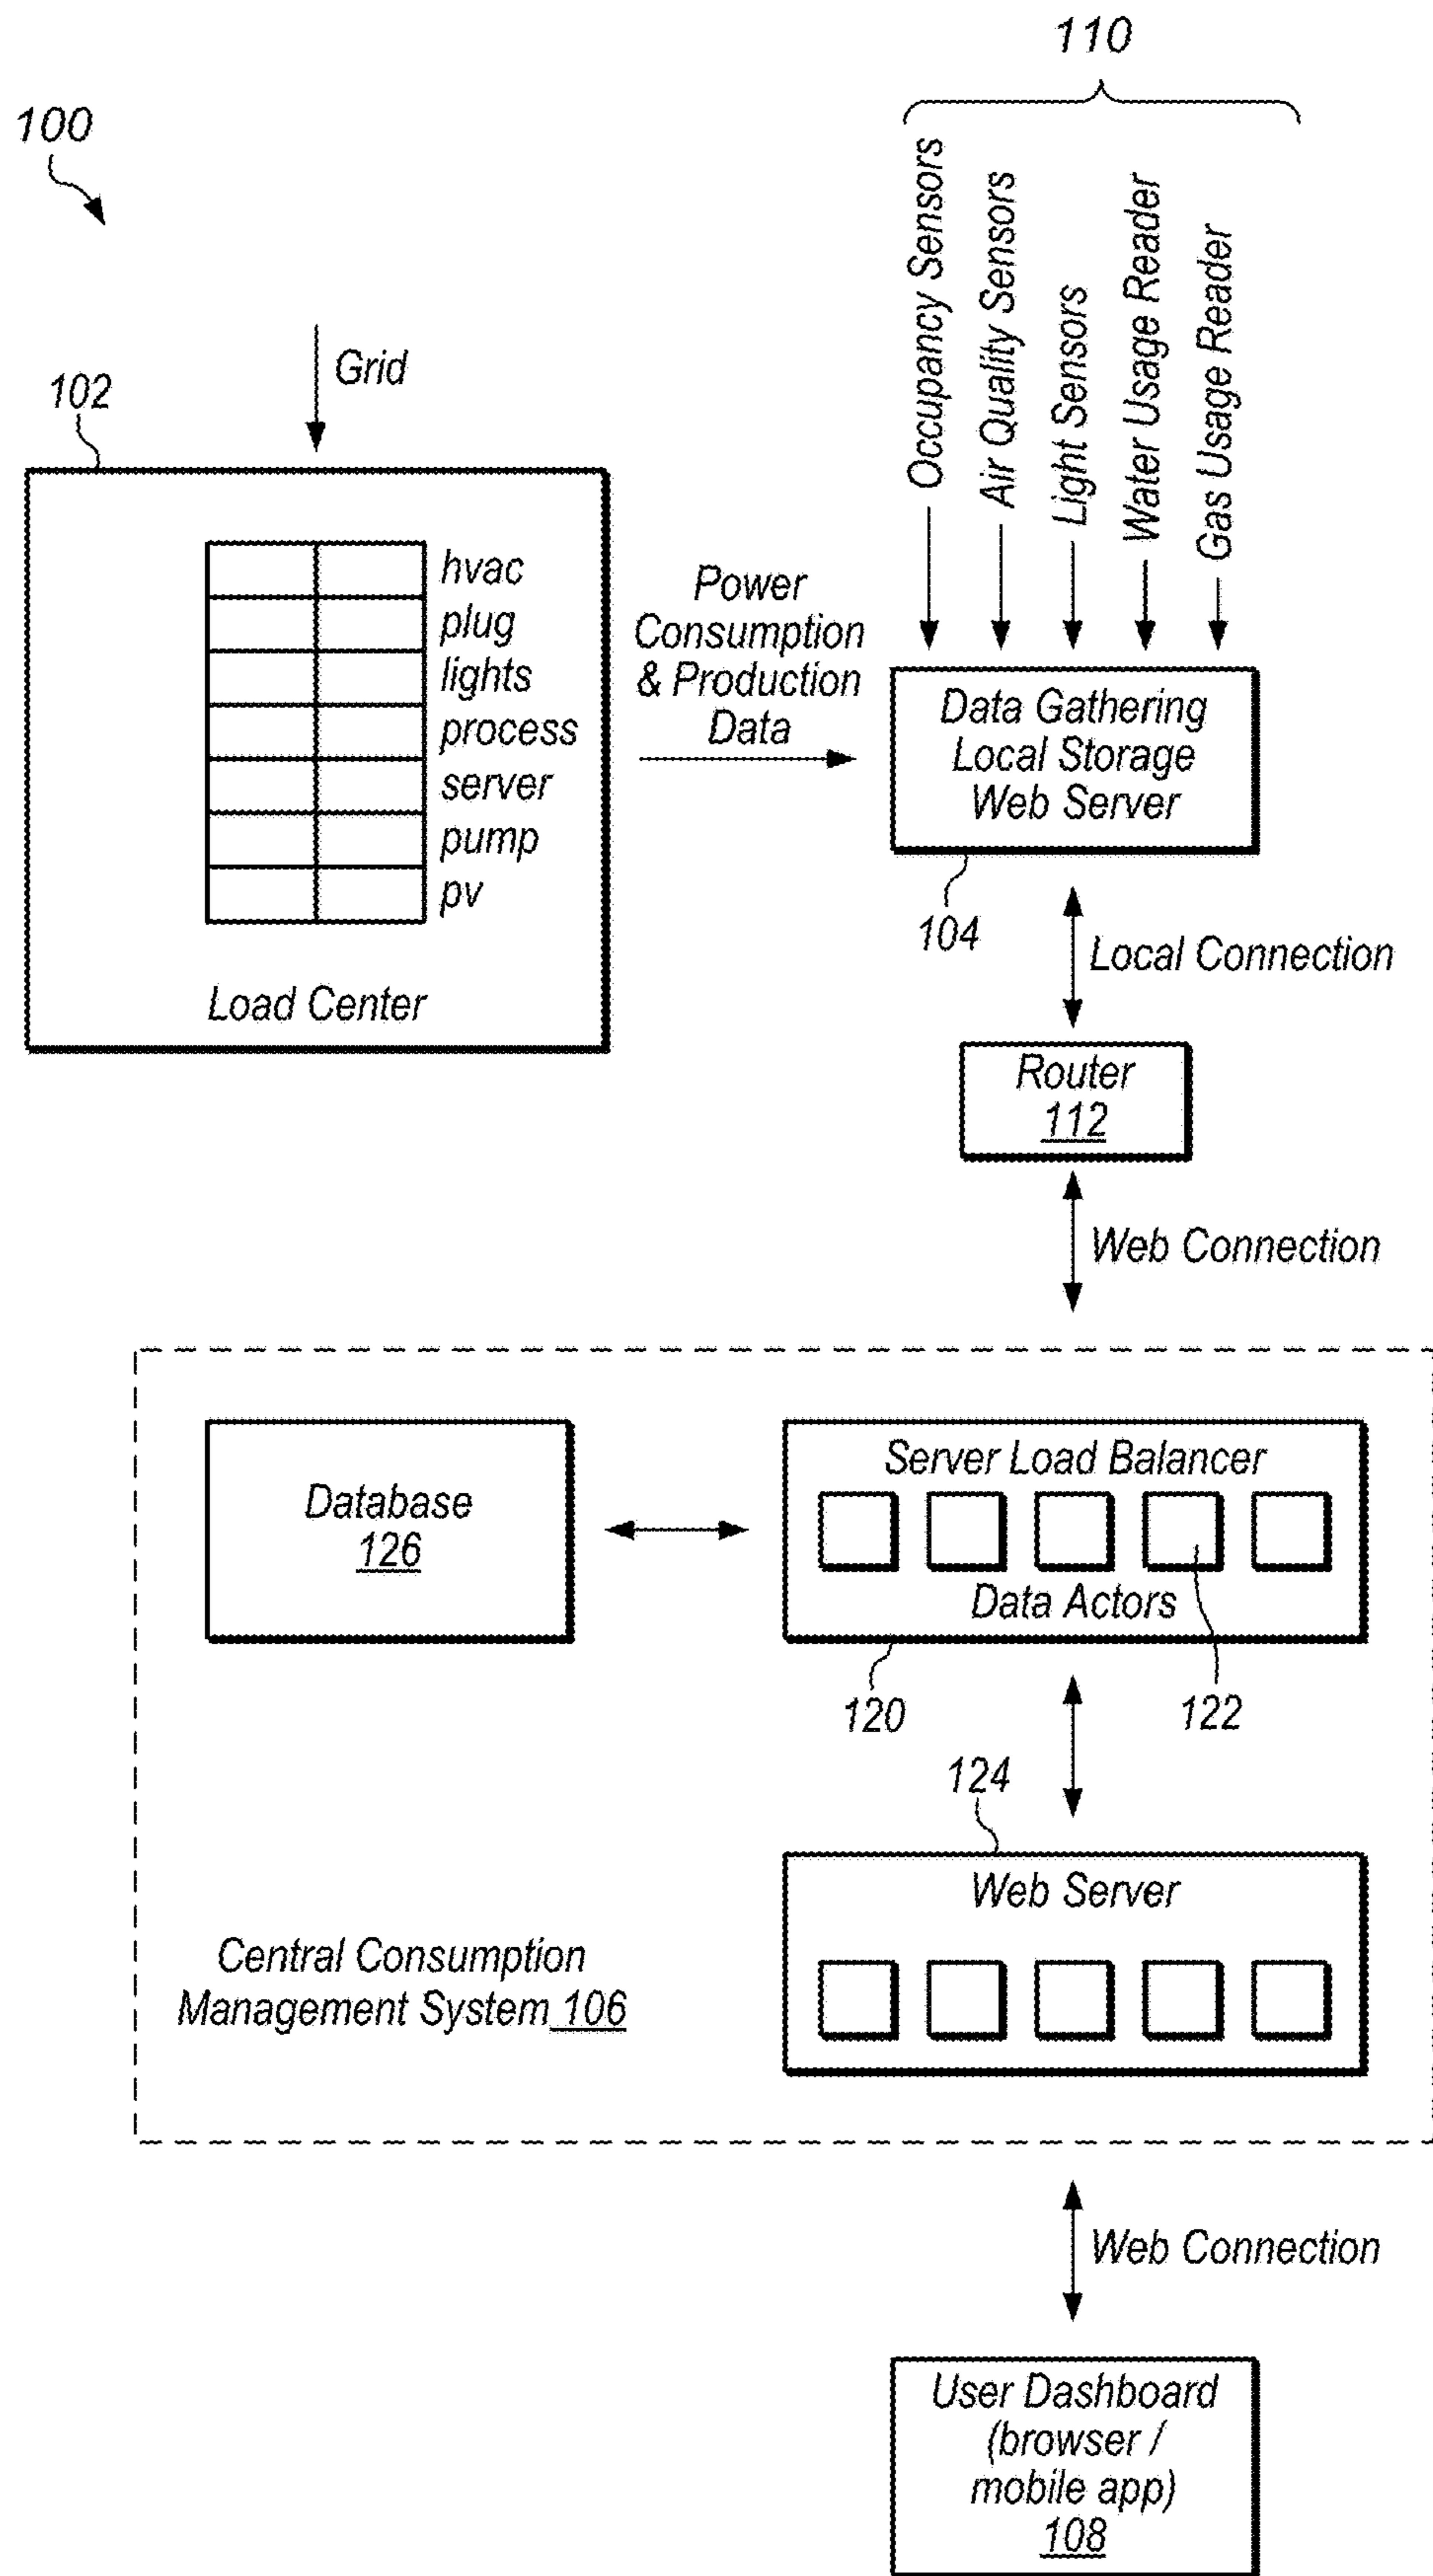 110
100
Occupancy Sensors
Air Quality Sensors
Light Sensors
Water Usage Reader
Gas Usage Reader
Grid
102
hvac
plug
lights
process
server
pump
pv
Load Center
Power
Consumption
& Production
Data
Data Gathering
Local Storage
Web Server
104
Local Connection
Router
112
Web Connection
Database
126
Server Load Balancer
Data Actors
120
122
124
Web Server
Central Consumption
Management System 106
Web Connection
User Dashboard
(browser /
mobile app)
108